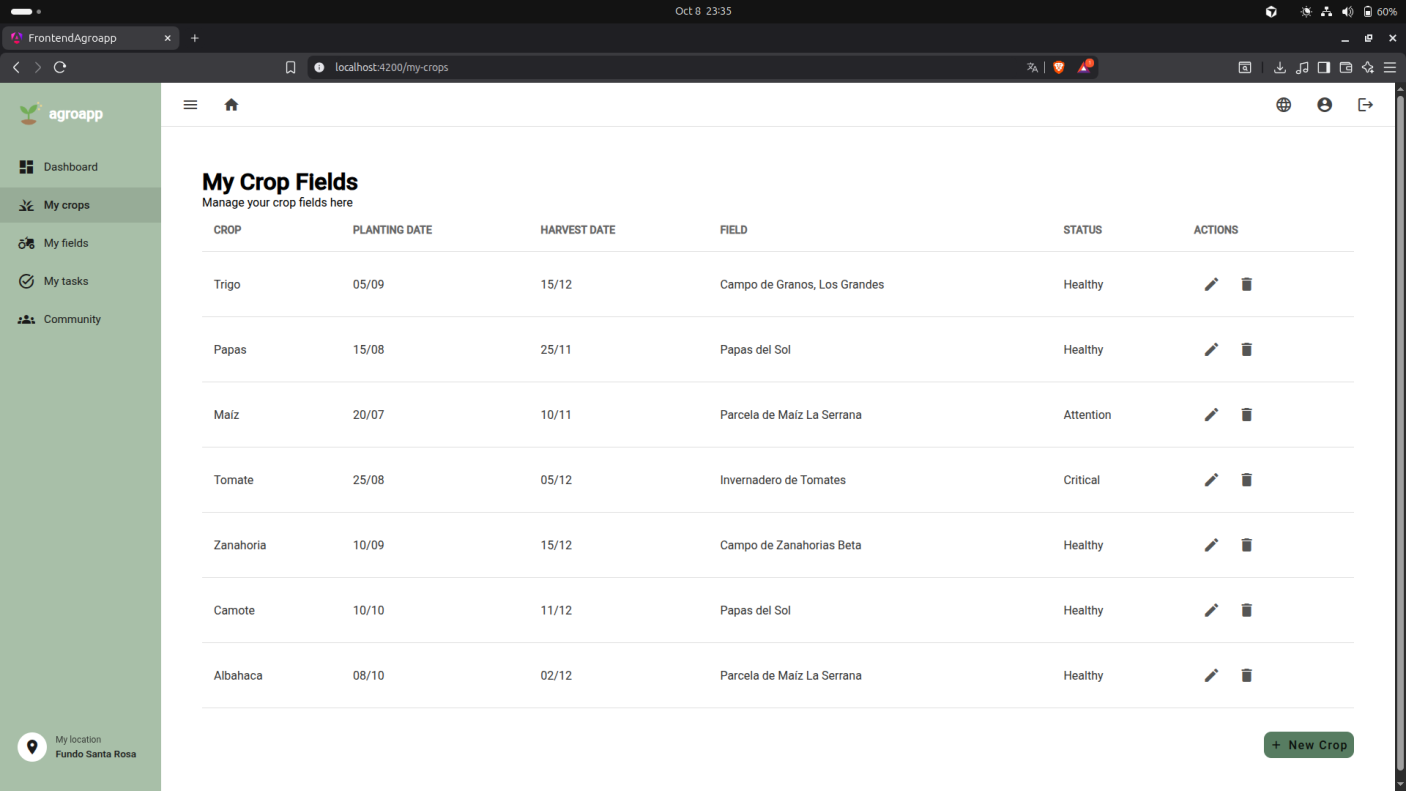 Oct 8 23:35
60%
FrontendAgroapp
localhost:4200/my-crops
agroapp
Dashboard
My crops
My fields
My tasks
Community
My location
Fundo Santa Rosa
My Crop Fields
Manage your crop fields here
CROP PLANTING DATE HARVEST DATE FIELD STATUS ACTIONS
Trigo 05/09 15/12 Campo de Granos, Los Grandes Healthy
Papas 15/08 25/11 Papas del Sol Healthy
Maíz 20/07 10/11 Parcela de Maíz La Serrana Attention
Tomate 25/08 05/12 Invernadero de Tomates Critical
Zanahoria 10/09 15/12 Campo de Zanahorias Beta Healthy
Camote 10/10 11/12 Papas del Sol Healthy
Albahaca 08/10 02/12 Parcela de Maíz La Serrana Healthy
+ New Crop